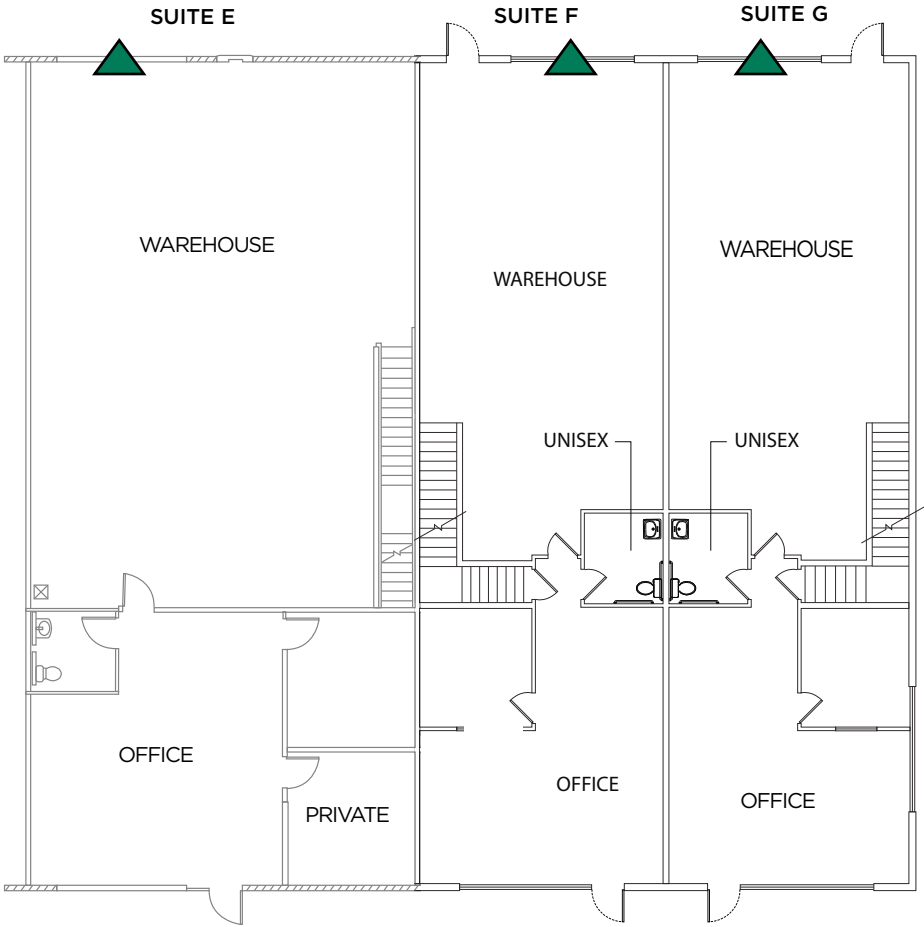 SUITE E
SUITE F
SUITE G
WAREHOUSE
WAREHOUSE
WAREHOUSE
UNISEX
UNISEX
OFFICE
PRIVATE
OFFICE
OFFICE